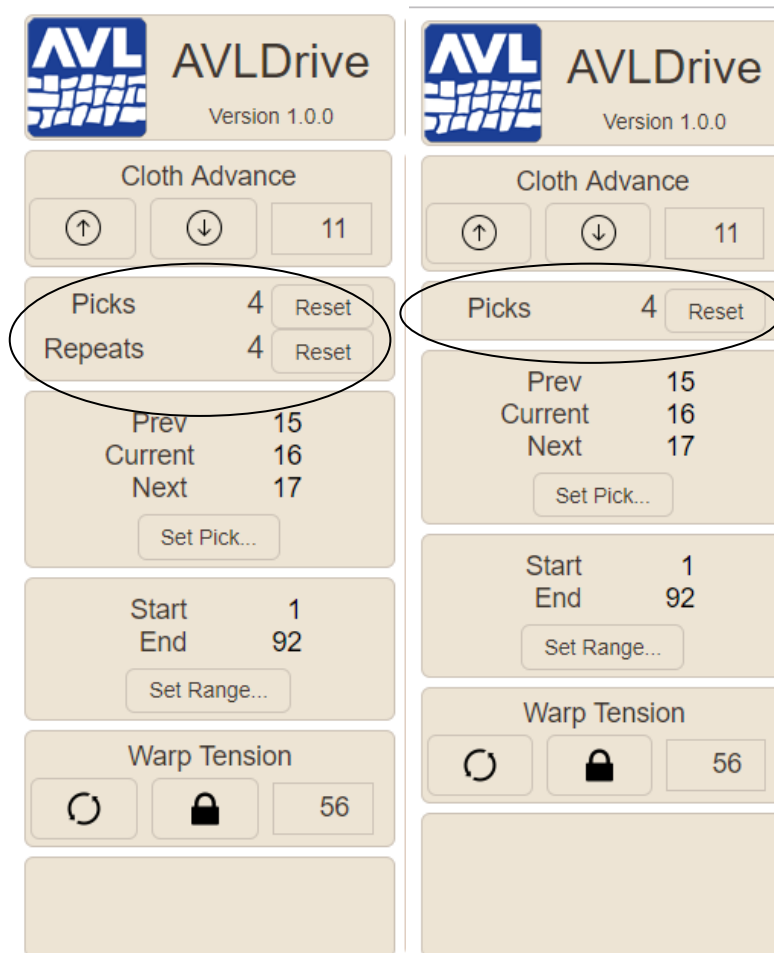 AVL
AVLDrive
Version 1.0.0
Cloth Advance
11
Picks 4 Reset
Repeats 4 Reset
Prev 15
Current 16
Next 17
Set Pick...
Start 1
End 92
Set Range...
Warp Tension
56
AVL
AVLDrive
Version 1.0.0
Cloth Advance
11
Picks 4 Reset
Prev 15
Current 16
Next 17
Set Pick...
Start 1
End 92
Set Range...
Warp Tension
56